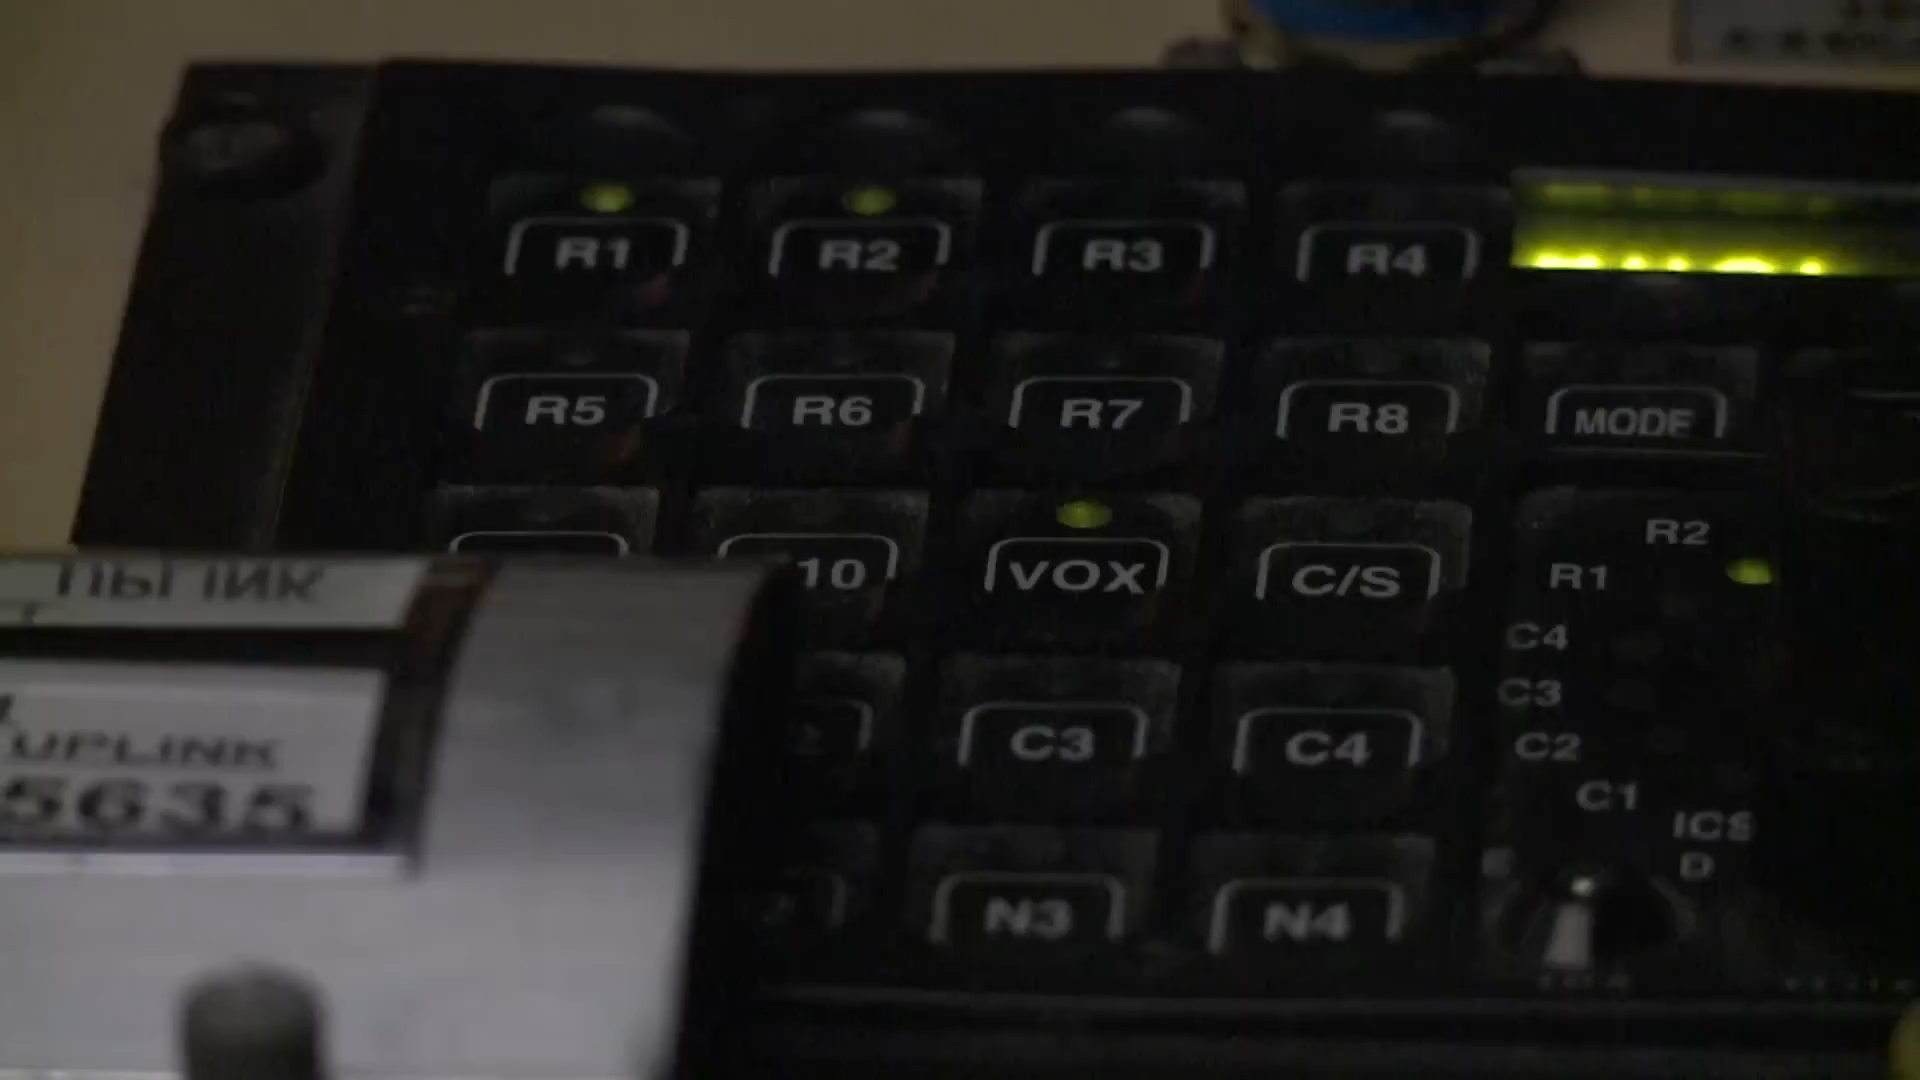 R1 R2 R3 R4
R5 R6 R7 R8 MODE
10 VOX C/S
C3 C4
N3 N4
R2
R1
C4
C3
C2
C1
ICS
D
UPLINK
5635